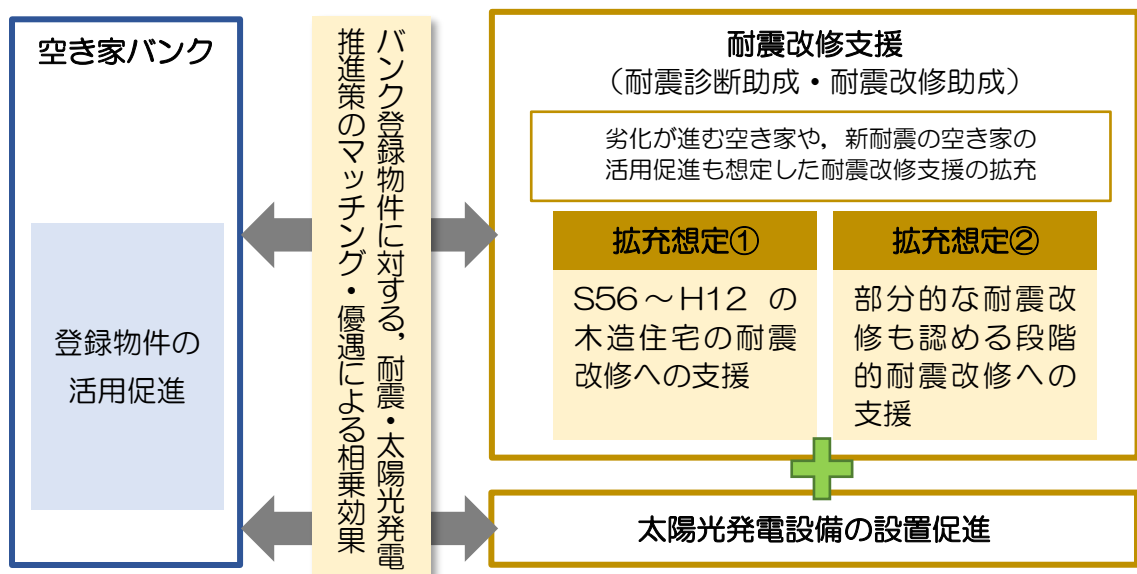 空き家バンク
登録物件の
活用促進
バンク登録物件に対する，耐震・太陽光発電
推進策のマッチング・優遇による相乗効果
耐震改修支援
（耐震診断助成・耐震改修助成）
劣化が進む空き家や，新耐震の空き家の
活用促進も想定した耐震改修支援の拡充
拡充想定①
S56～H12 の
木造住宅の耐震
改修への支援
拡充想定②
部分的な耐震改
修も認める段階
的耐震改修への
支援
太陽光発電設備の設置促進